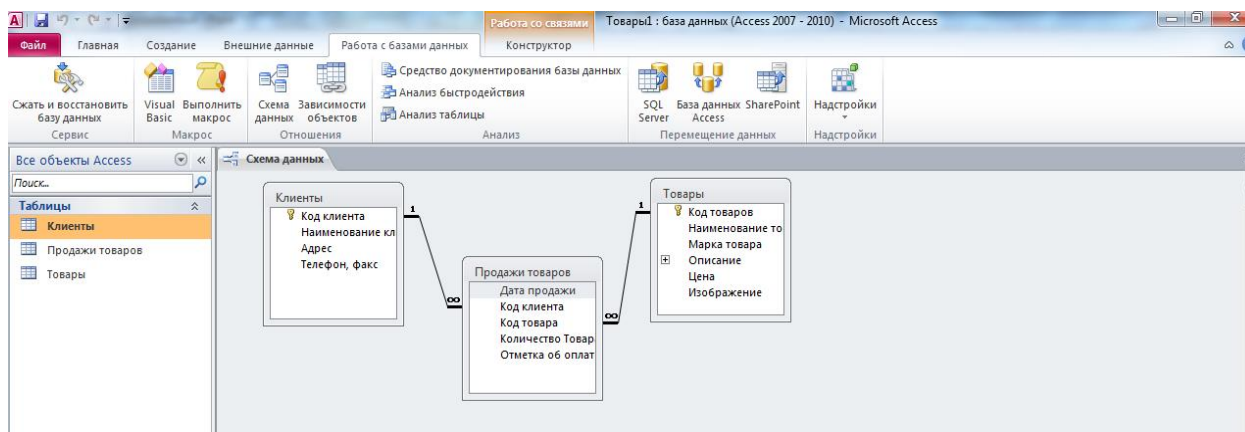 Работа со связями
Товары1 : база данных (Access 2007 - 2010) - Microsoft Access
Файл
Главная
Создание
Внешние данные
Работа с базами данных
Конструктор
Сжать и восстановить
базу данных
Visual
Basic
Выполнить
макрос
Схема
данных
Зависимости
объектов
Средство документирования базы данных
Анализ быстродействия
Анализ таблицы
SQL
Server
База данных
Access
SharePoint
Надстройки
Сервис
Макрос
Отношения
Анализ
Перемещение данных
Надстройки
Все объекты Access
Поиск...
Таблицы
Клиенты
Продажи товаров
Товары
Схема данных
Клиенты
Код клиента
Наименование кл
Адрес
Телефон, факс
1
∞
Продажи товаров
Дата продажи
Код клиента
Код товара
Количество Товар
Отметка об оплат
1
∞
Товары
Код товаров
Наименование то
Марка товара
Описание
Цена
Изображение